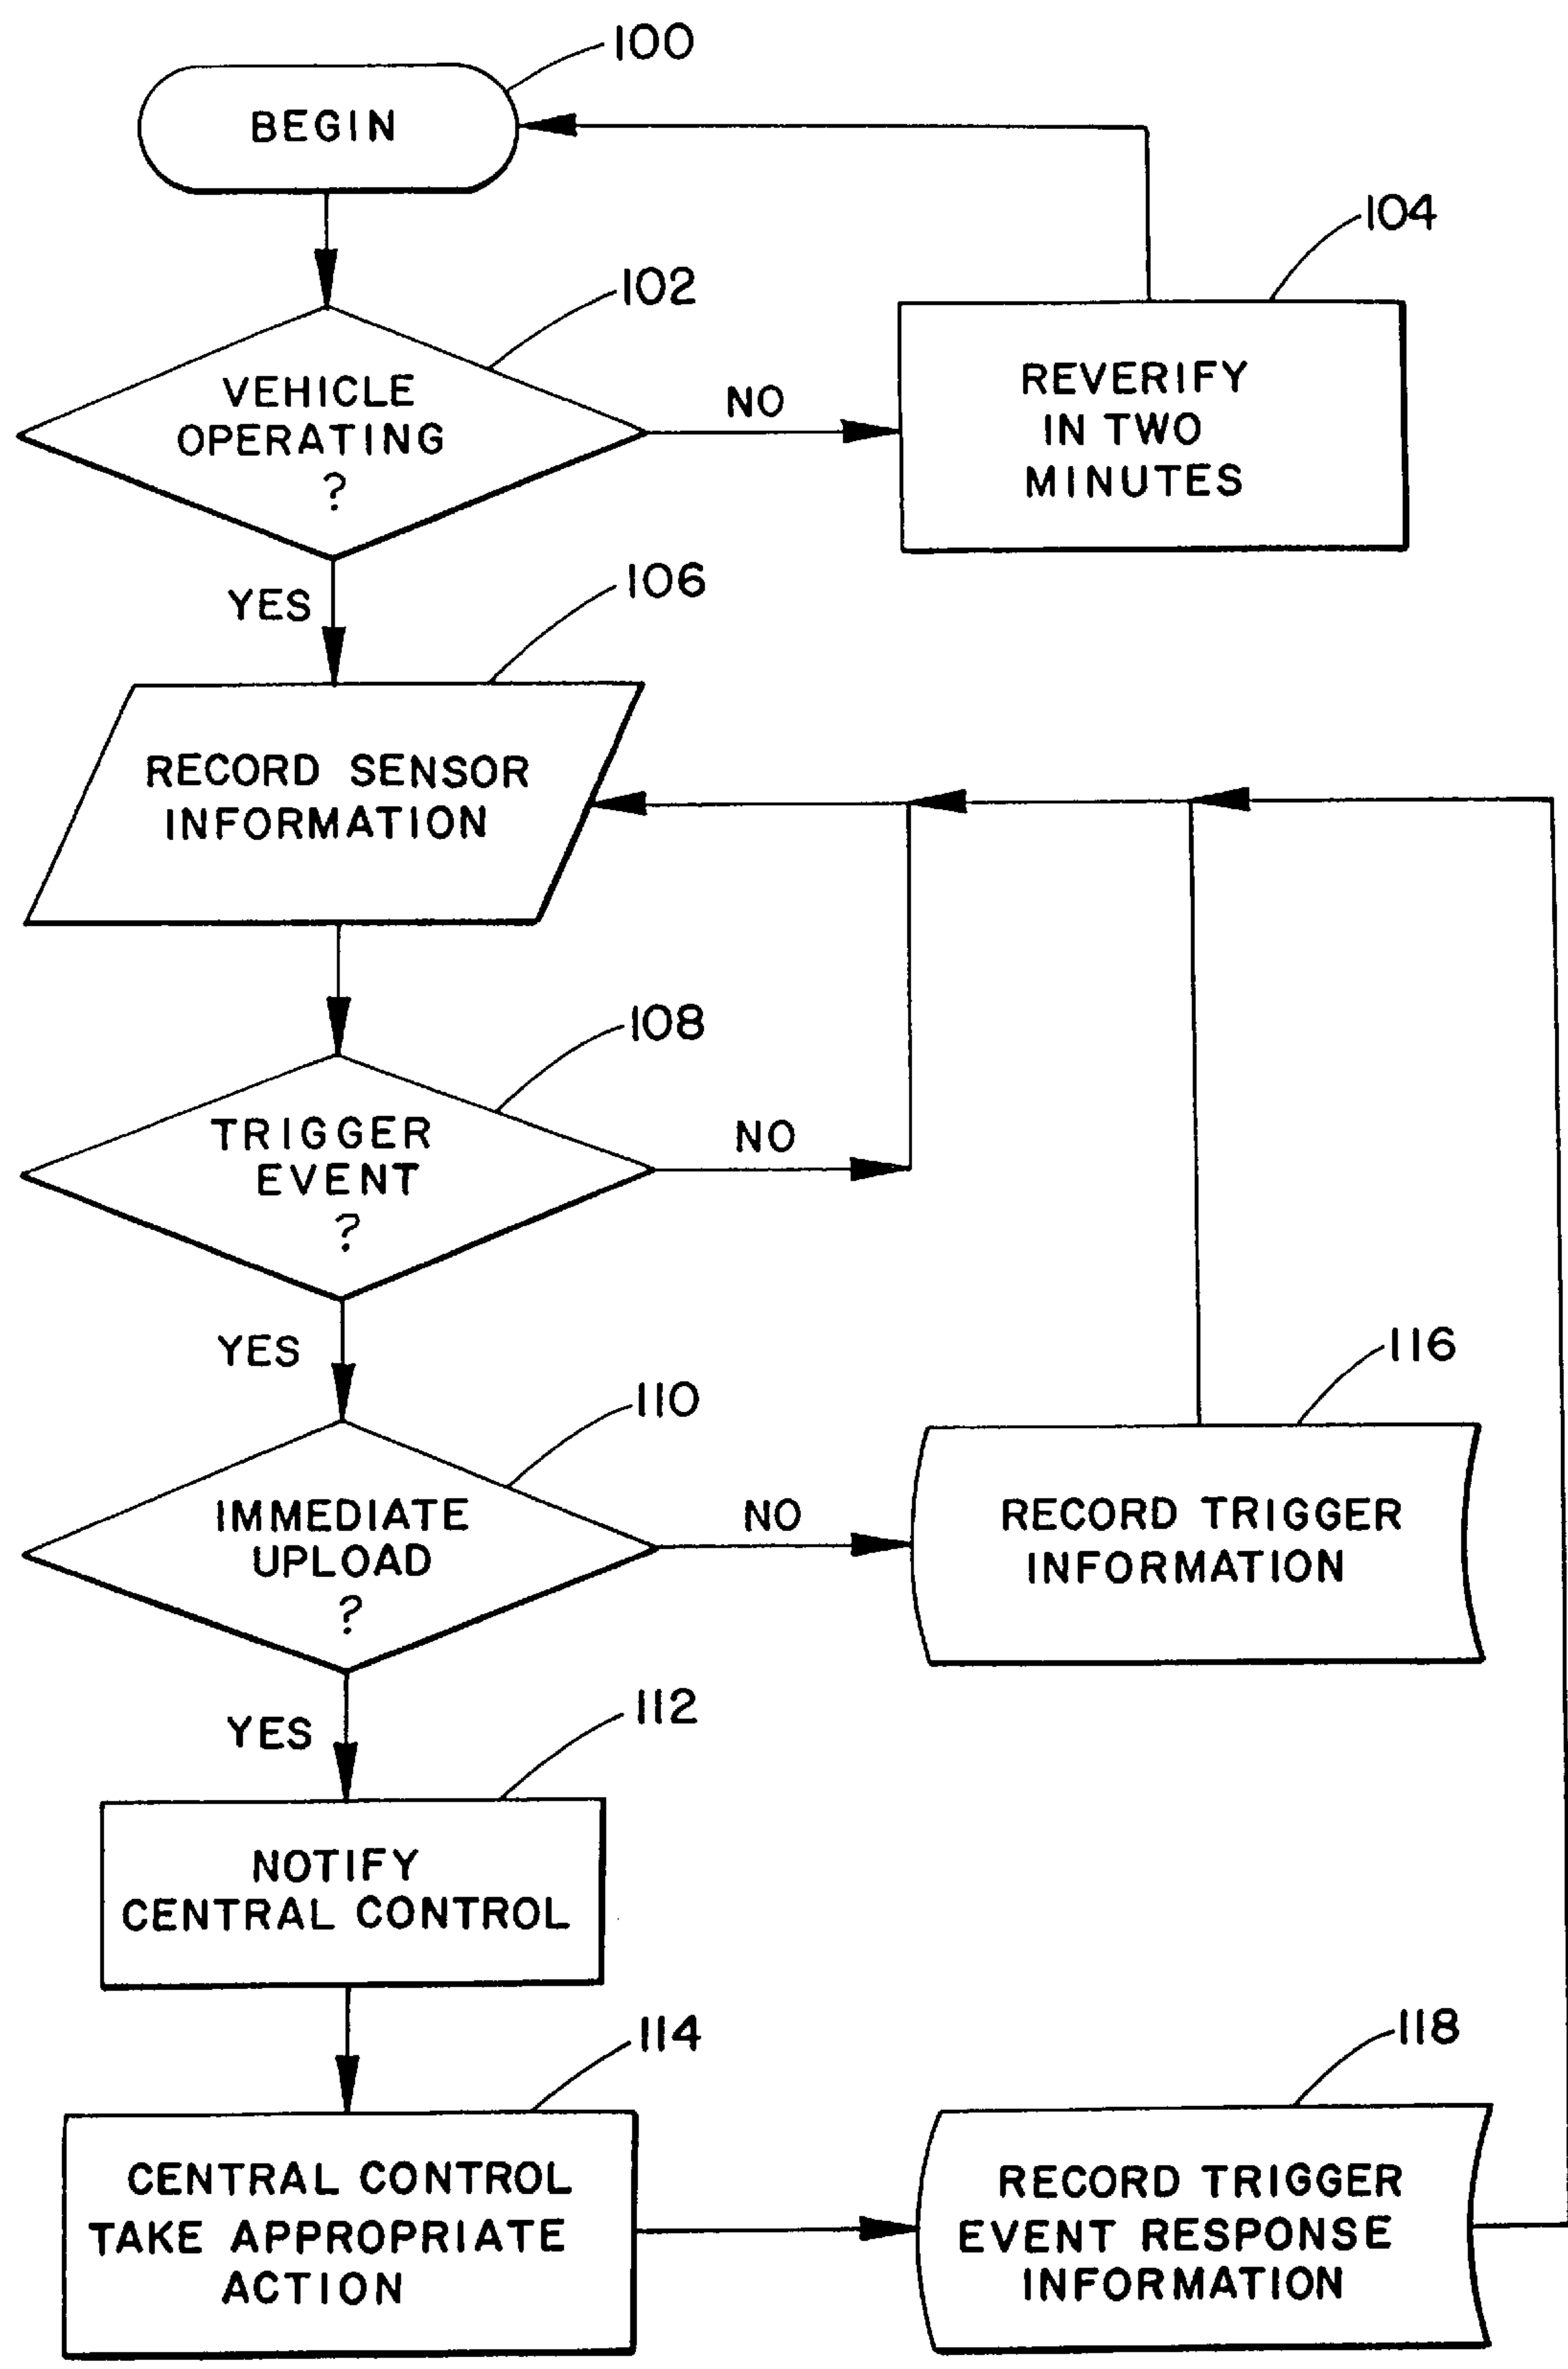 100
BEGIN
104
102
VEHICLE
OPERATING
?
NO
REVERIFY
IN TWO
MINUTES
YES
106
RECORD SENSOR
INFORMATION
108
TRIGGER
EVENT
?
NO
YES
110
116
IMMEDIATE
UPLOAD
?
NO
RECORD TRIGGER
INFORMATION
YES
112
NOTIFY
CENTRAL CONTROL
114
118
CENTRAL CONTROL
TAKE APPROPRIATE
ACTION
RECORD TRIGGER
EVENT RESPONSE
INFORMATION